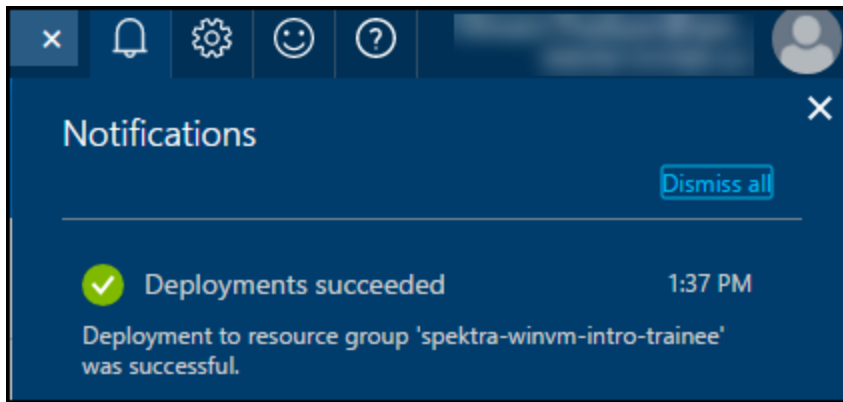 Notifications
Dismiss all
Deployments succeeded 1:37 PM
Deployment to resource group 'spektra-winvm-intro-trainee'
was successful.